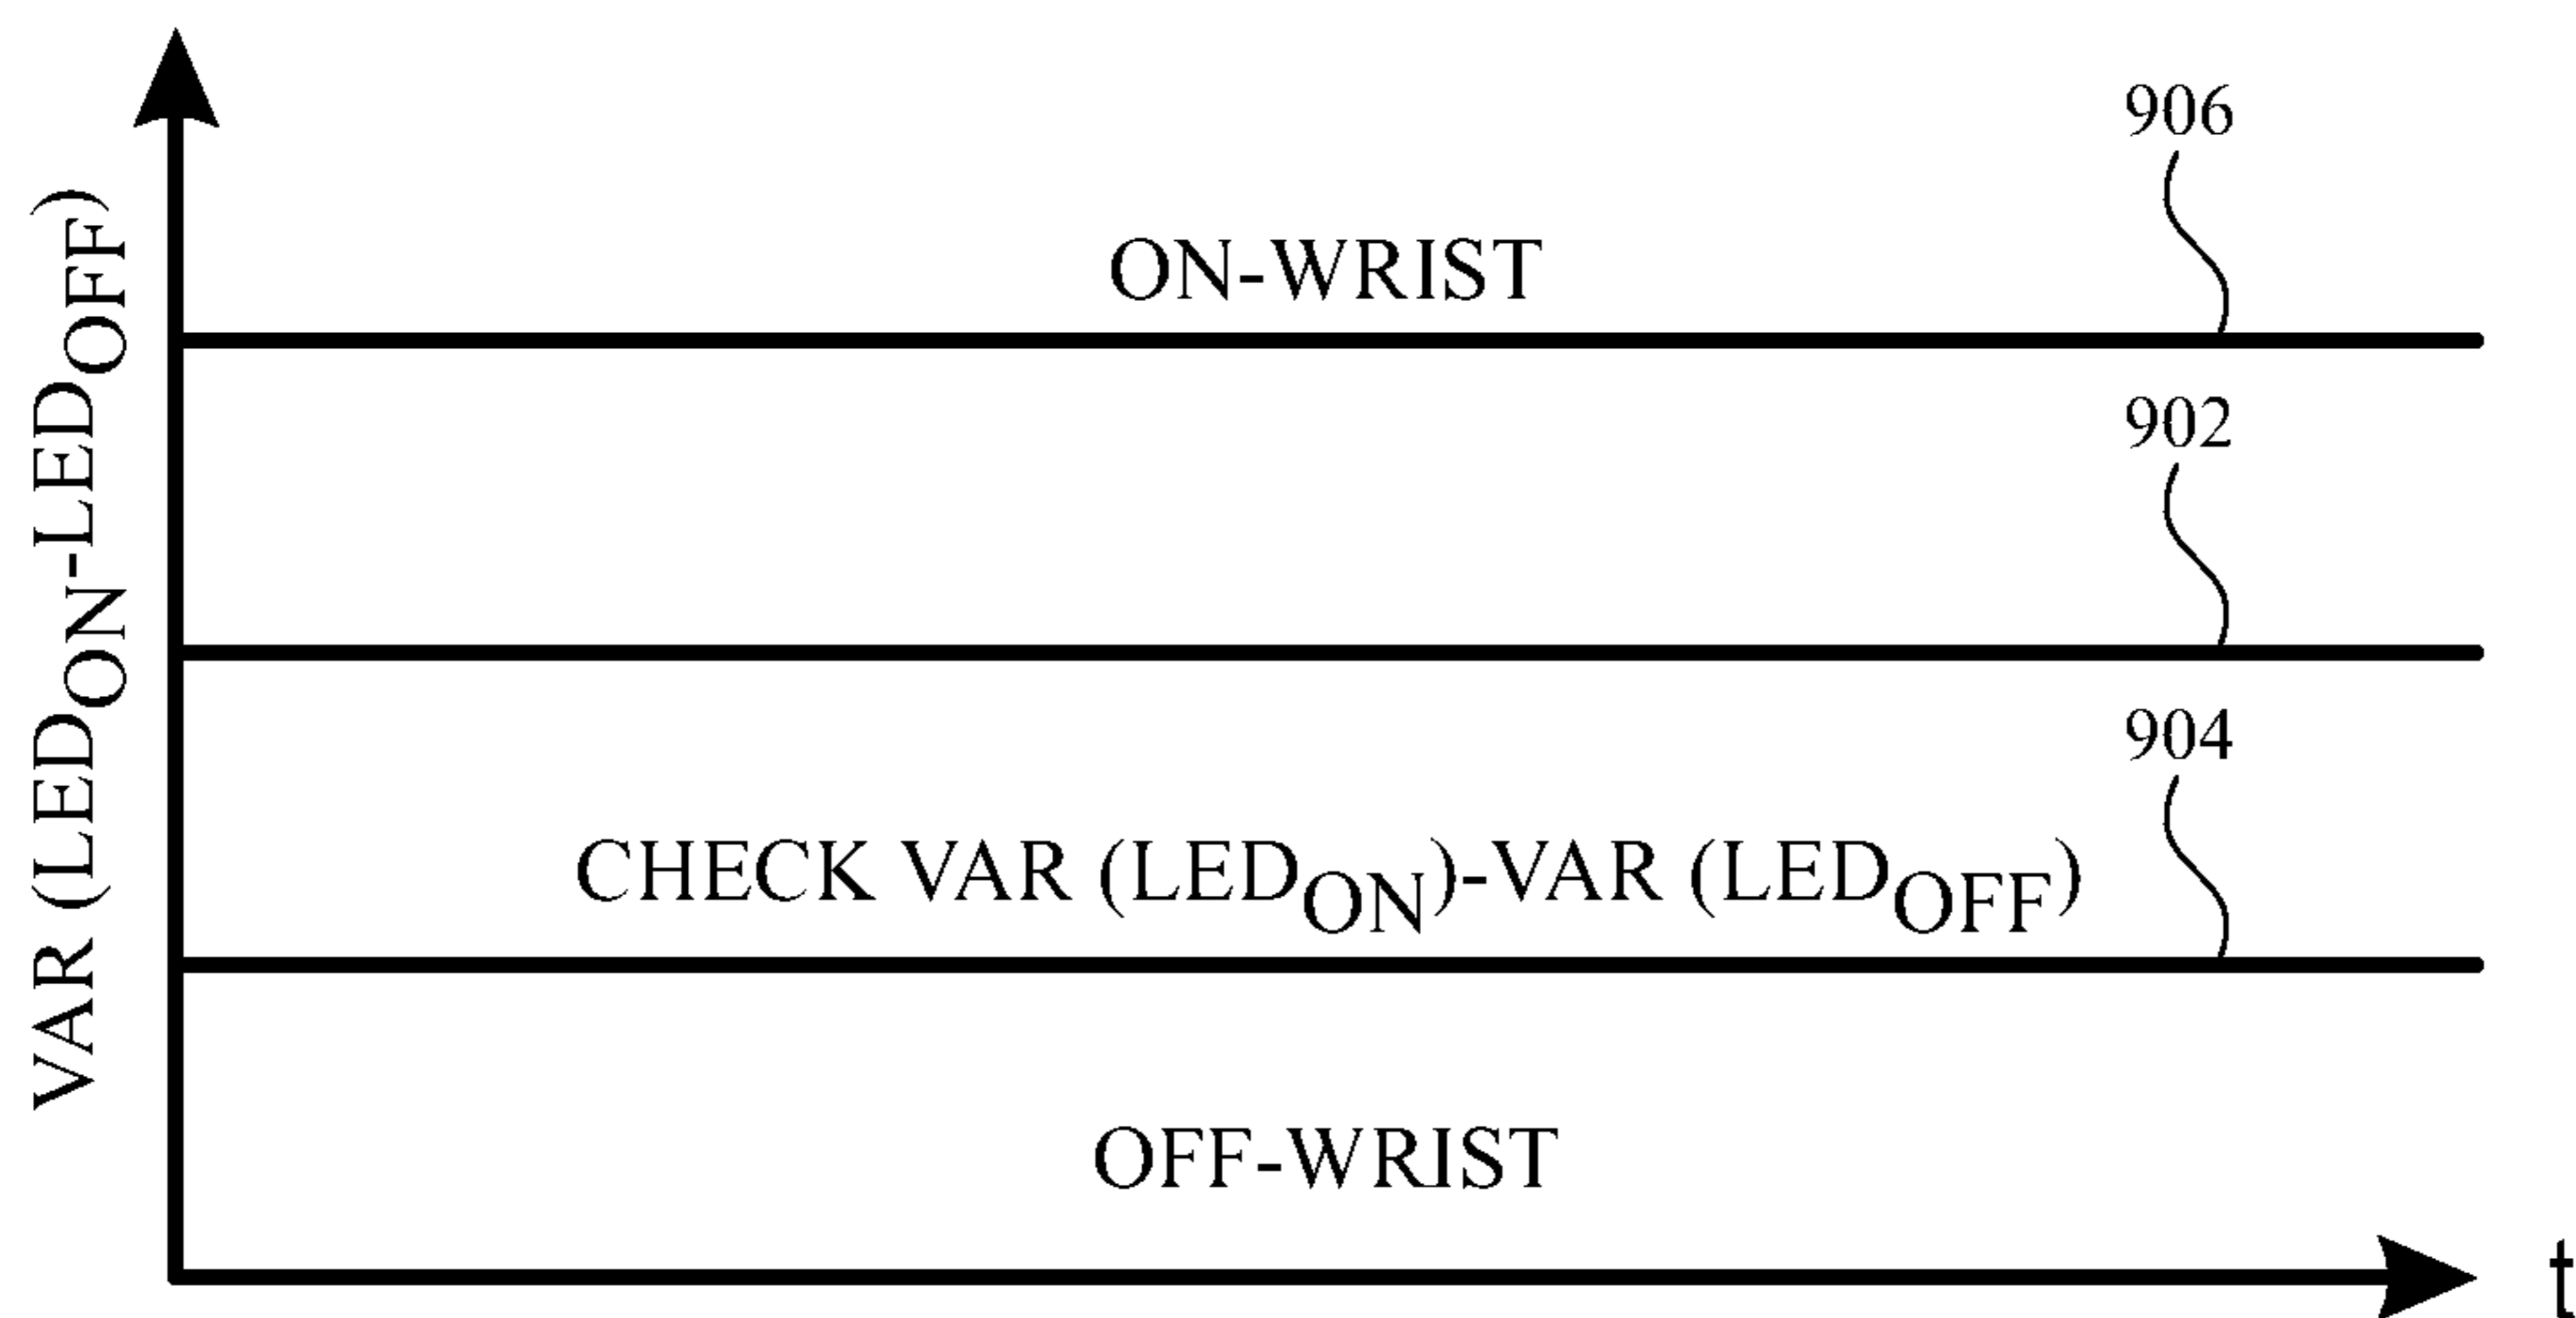 906
ON-WRIST
902
904
CHECK VAR (LEDON)-VAR (LEDOFF)
OFF-WRIST
t
VAR (LEDON-LEDOFF)